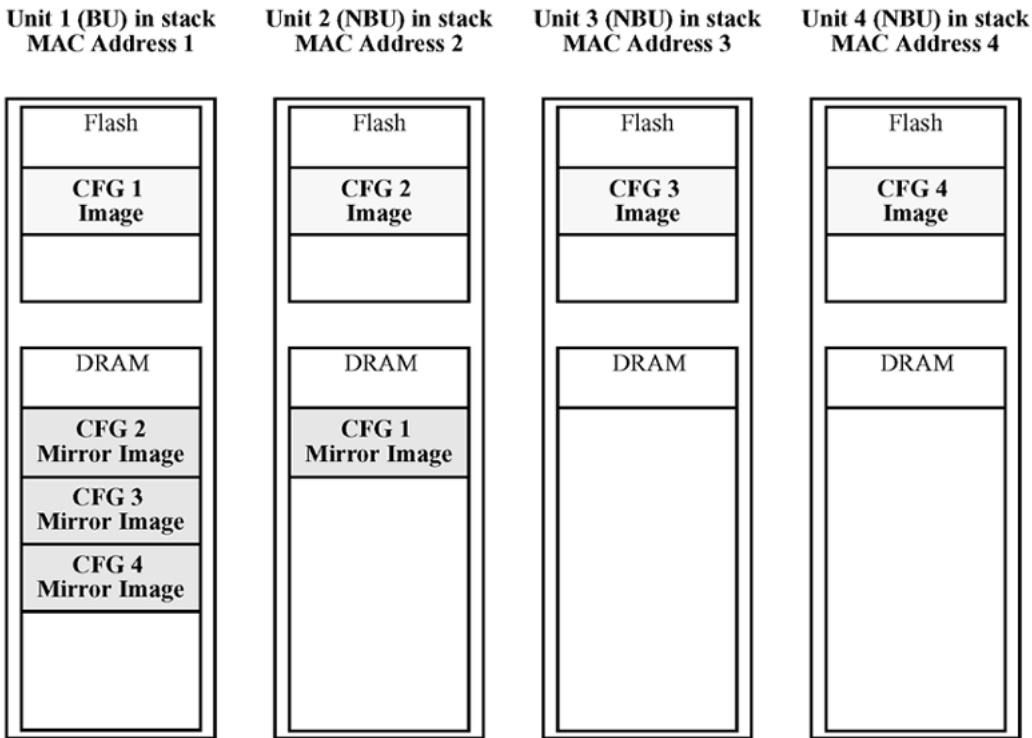 Unit 1 (BU) in stack
MAC Address 1
Unit 2 (NBU) in stack
MAC Address 2
Unit 3 (NBU) in stack
MAC Address 3
Unit 4 (NBU) in stack
MAC Address 4
Flash
CFG 1
Image
Flash
CFG 2
Image
Flash
CFG 3
Image
Flash
CFG 4
Image
DRAM
CFG 2
Mirror Image
CFG 3
Mirror Image
CFG 4
Mirror Image
DRAM
CFG 1
Mirror Image
DRAM
DRAM